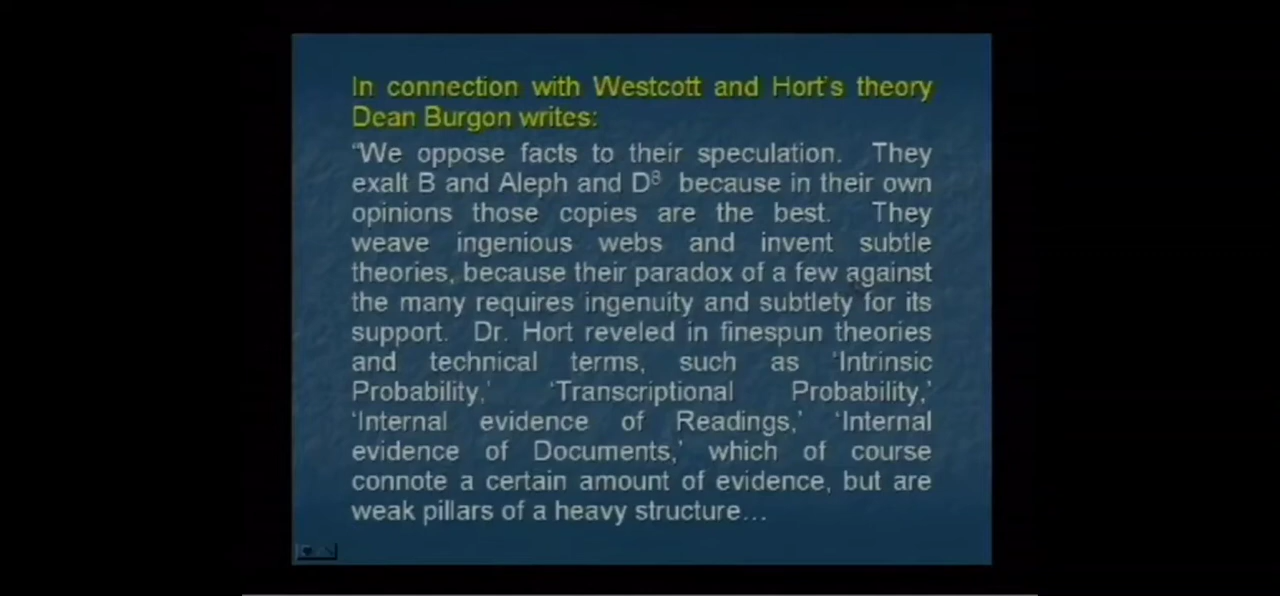 In connection with Westcott and Hort's theory
Dean Burgon writes:
"We oppose facts to their speculation. They
exalt B and Aleph and D⁸ because in their own
opinions those copies are the best. They
weave ingenious webs and invent subtle
theories, because their paradox of a few against
the many requires ingenuity and subtlety for its
support. Dr. Hort reveled in finespun theories
and technical terms, such as 'Intrinsic
Probability,' 'Transcriptional Probability,'
'Internal evidence of Readings,' 'Internal
evidence of Documents,' which of course
connote a certain amount of evidence, but are
weak pillars of a heavy structure…